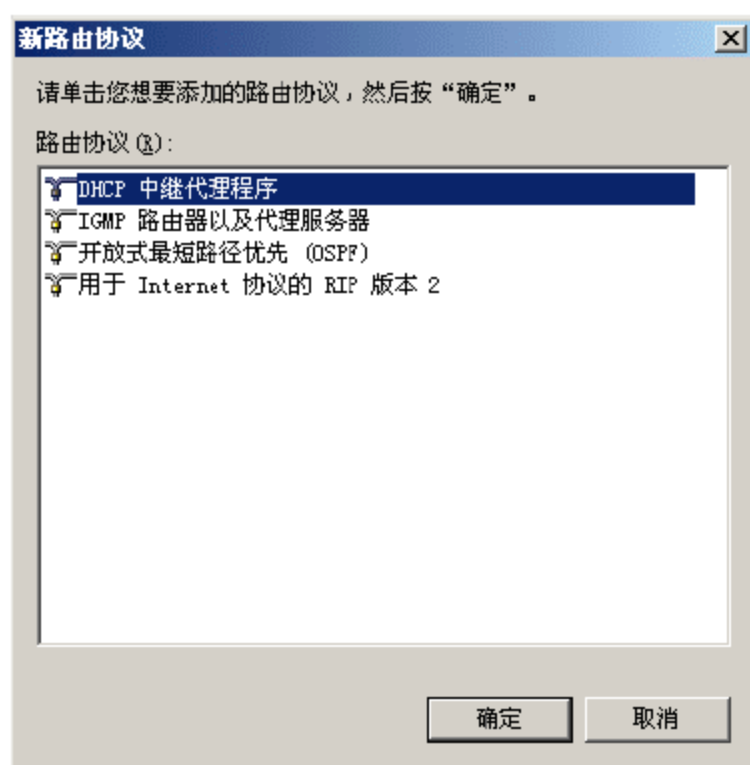 新路由协议
请单击您想要添加的路由协议，然后按“确定”。
路由协议(R):
DHCP 中继代理程序
IGMP 路由器以及代理服务器
开放式最短路径优先 (OSPF)
用于 Internet 协议的 RIP 版本 2
确定
取消